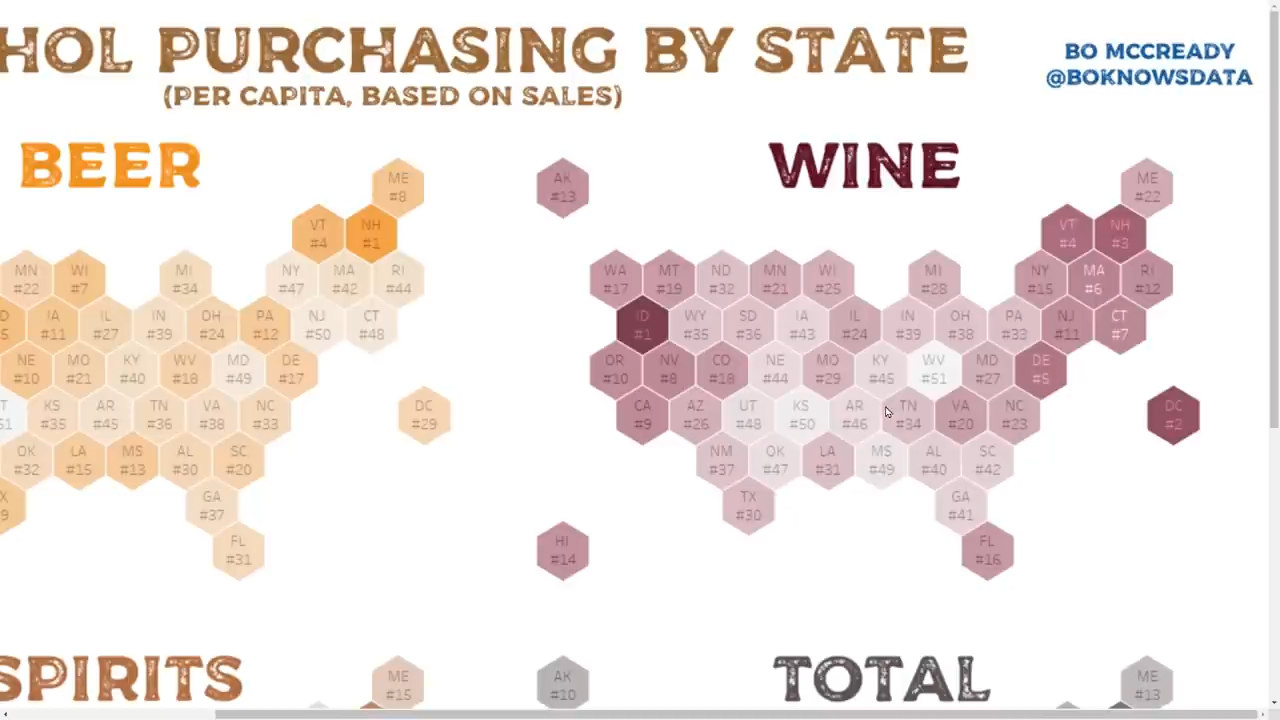 HOL PURCHASING BY STATE
(PER CAPITA, BASED ON SALES)
BO MCCREADY
@BOKNOWSDATA
BEER
ME
#8
VT
#4
NH
#1
MN
#22
WI
#7
MI
#34
NY
#47
MA
#42
RI
#44
D
5
IA
#11
IL
#27
IN
#39
OH
#24
PA
#12
NJ
#50
CT
#48
NE
#10
MO
#21
KY
#40
WV
#18
MD
#49
DE
#17
T
51
KS
#35
AR
#45
TN
#36
VA
#38
NC
#33
DC
#29
OK
#32
LA
#15
MS
#13
AL
#30
SC
#20
X
9
GA
#37
FL
#31
WINE
AK
#13
ME
#22
VT
#4
NH
#3
WA
#17
MT
#19
ND
#32
MN
#21
WI
#25
MI
#28
NY
#15
MA
#6
RI
#12
ID
#1
WY
#35
SD
#36
IA
#43
IL
#24
IN
#39
OH
#38
PA
#33
NJ
#11
CT
#7
OR
#10
NV
#8
CO
#18
NE
#44
MO
#29
KY
#45
WV
#51
MD
#27
DE
#5
CA
#9
AZ
#26
UT
#48
KS
#50
AR
#46
TN
#34
VA
#20
NC
#23
DC
#2
NM
#37
OK
#47
LA
#31
MS
#49
AL
#40
SC
#42
TX
#30
GA
#41
HI
#14
FL
#16
SPIRITS
ME
#15
TOTAL
AK
#10
ME
#13